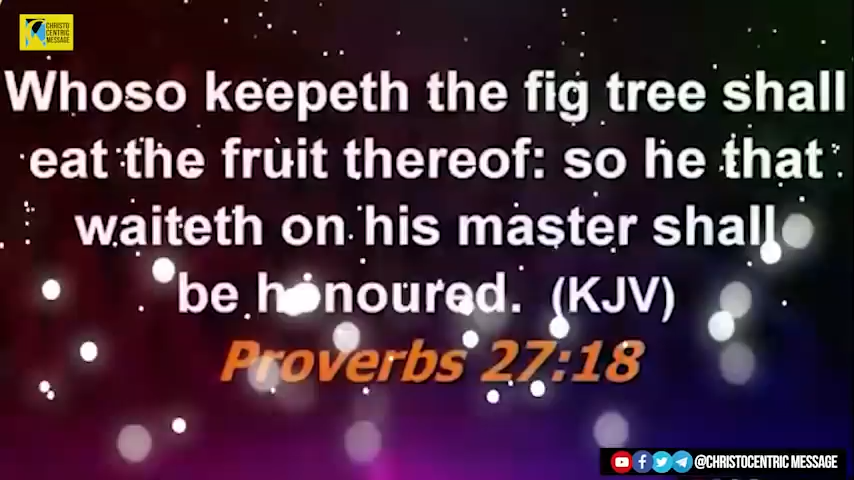 CHRISTO
CENTRIC
MESSAGE
Whoso keepeth the fig tree shall
eat the fruit thereof: so he that
waiteth on his master shall
be honoured. (KJV)
Proverbs 27:18
@CHRISTOCENTRIC MESSAGE